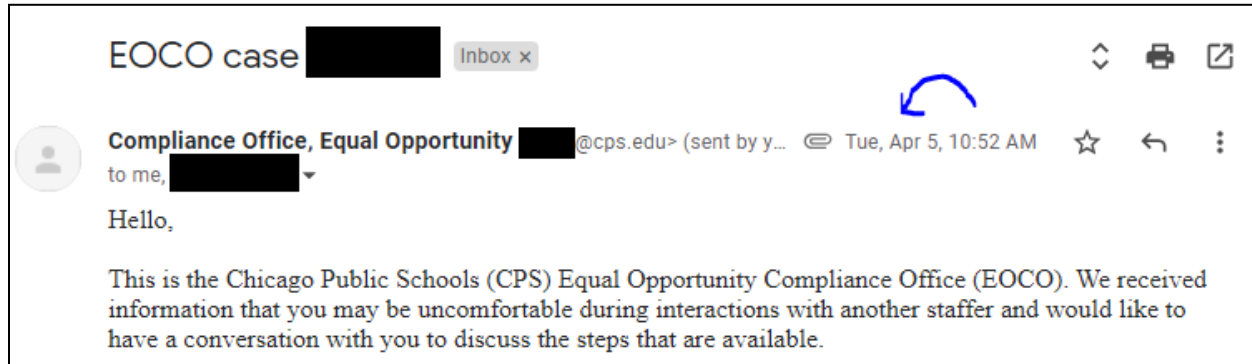 EOCO case
Inbox x
Compliance Office, Equal Opportunity @cps.edu> (sent by y... Tue, Apr 5, 10:52 AM
to me,
Hello,
This is the Chicago Public Schools (CPS) Equal Opportunity Compliance Office (EOCO). We received
information that you may be uncomfortable during interactions with another staffer and would like to
have a conversation with you to discuss the steps that are available.